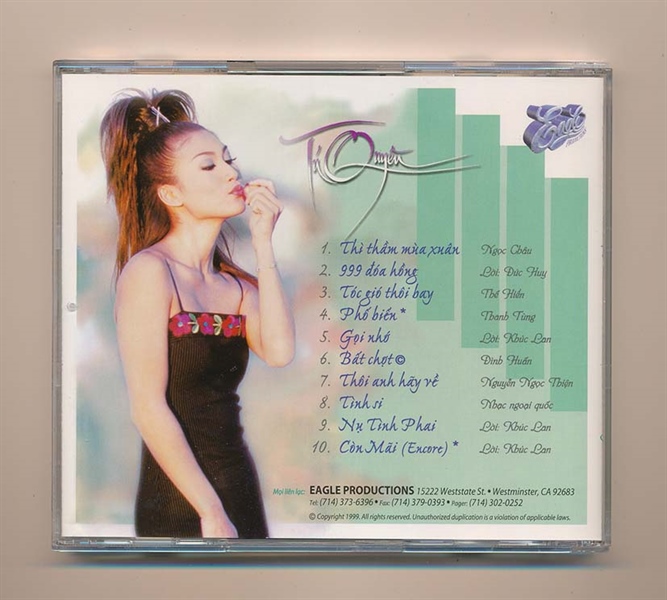 Tú Quyên
Eagle
1. Thì thầm mùa xuân Ngọc Châu
2. 999 đóa hồng Lời: Đức Huy
3. Tóc gió thôi bay Thế Hiển
4. Phố biển * Thanh Tùng
5. Gọi nhớ Lời: Khúc Lan
6. Bất chợt © Đình Huấn
7. Thôi anh hãy về Nguyễn Ngọc Thiện
8. Tình si Nhạc ngoại quốc
9. Nụ Tình Phai Lời: Khúc Lan
10. Còn Mãi (Encore) * Lời: Khúc Lan
Mọi liên lạc: EAGLE PRODUCTIONS 15222 Weststate St. • Westminster, CA 92683
Tel: (714) 373-6396 • Fax: (714) 379-0393 • Pager: (714) 302-0252
© Copyright 1999. All rights reserved. Unauthorized duplication is a violation of applicable laws.